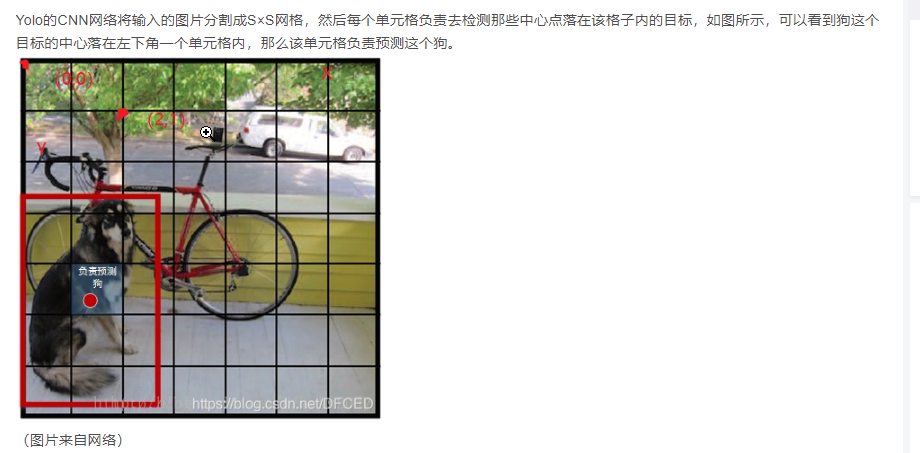 Yolo的CNN网络将输入的图片分割成S×S网格，然后每个单元格负责去检测那些中心点落在该格子内的目标，如图所示，可以看到狗这个
目标的中心落在左下角一个单元格内，那么该单元格负责预测这个狗。
(0,0)
X
(2,1)
Y
负责预测
狗
https://blog.csdn.net/DFCED
（图片来自网络）